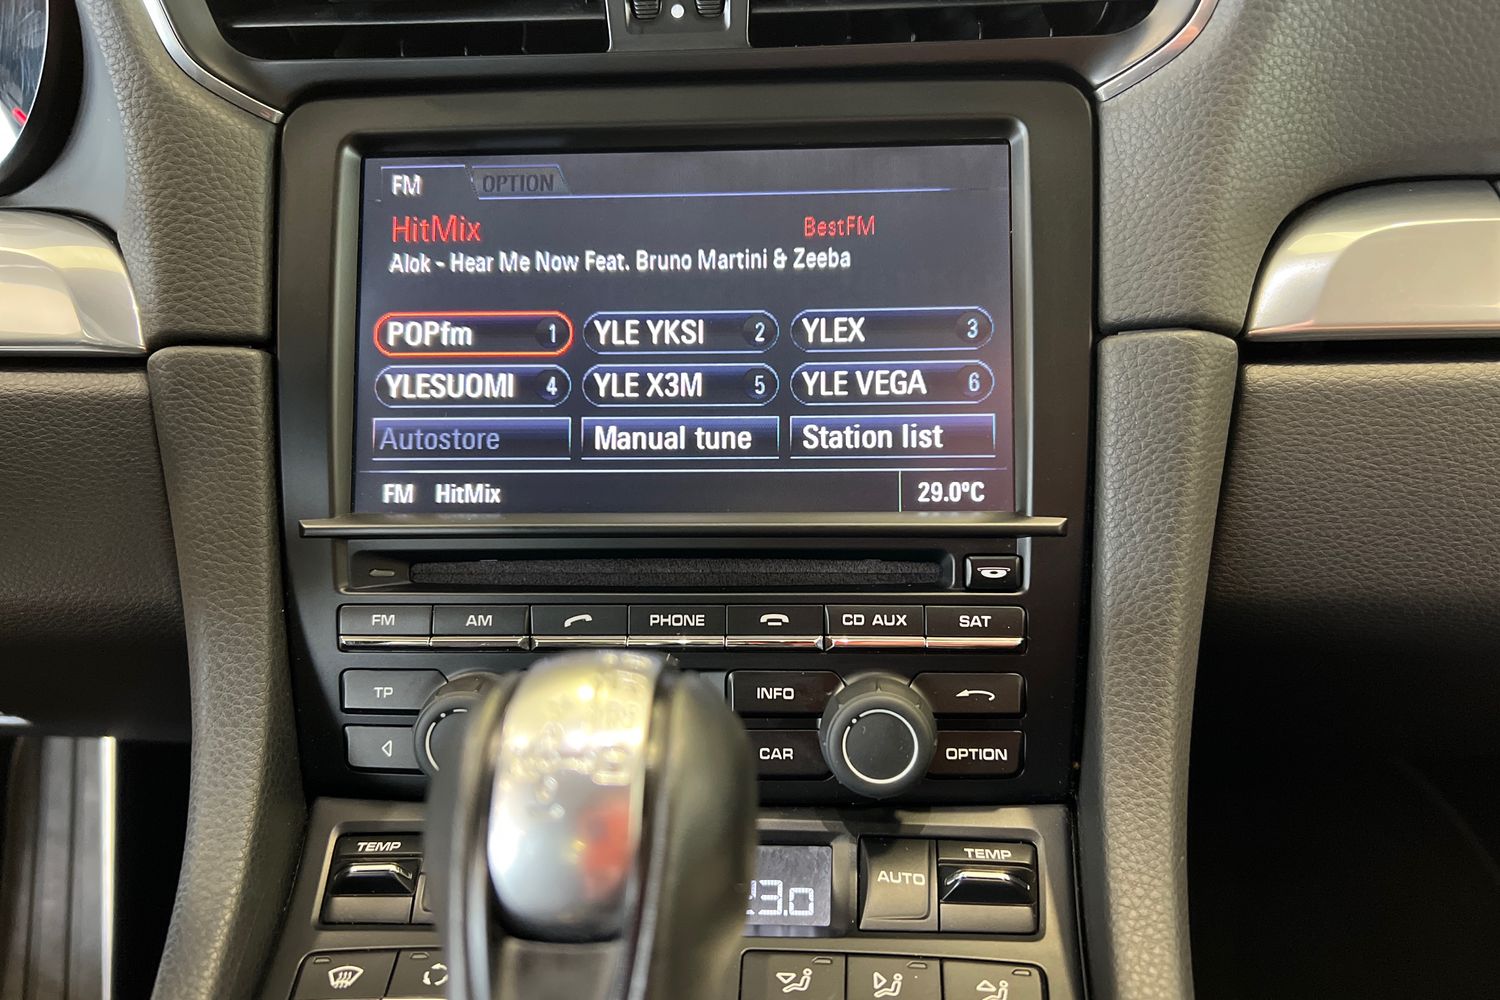 FM OPTION
HitMix BestFM
Alok - Hear Me Now Feat. Bruno Martini & Zeeba
POPfm 1 YLE YKSI 2 YLEX 3
YLESUOMI 4 YLE X3M 5 YLE VEGA 6
Autostore Manual tune Station list
FM HitMix 29.0ºC
FM AM PHONE CD AUX SAT
TP INFO
CAR OPTION
TEMP TEMP
AUTO
23.0